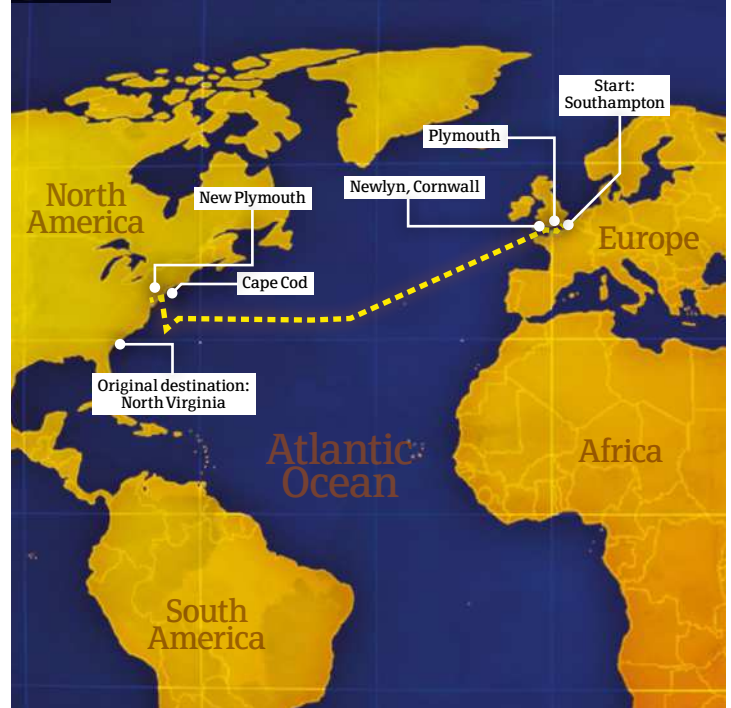 Start:
Southampton
Plymouth
Newlyn, Cornwall
North
America
New Plymouth
Europe
Cape Cod
Original destination:
North Virginia
Atlantic
Ocean
Africa
South
America